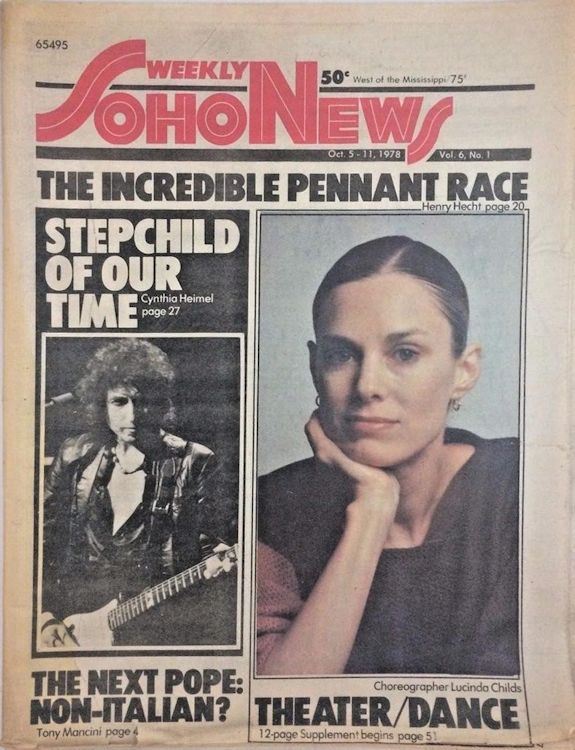 65495
WEEKLY
SOHO NEWS
50¢ West of the Mississippi/75¢
Oct. 5 - 11, 1978 Vol. 6, No. 1
THE INCREDIBLE PENNANT RACE
Henry Hecht page 20
STEPCHILD
OF OUR
TIME
Cynthia Heimel
page 27
Choreographer Lucinda Childs
THE NEXT POPE:
NON-ITALIAN?
Tony Mancini page 4
THEATER/DANCE
12-page Supplement begins page 51